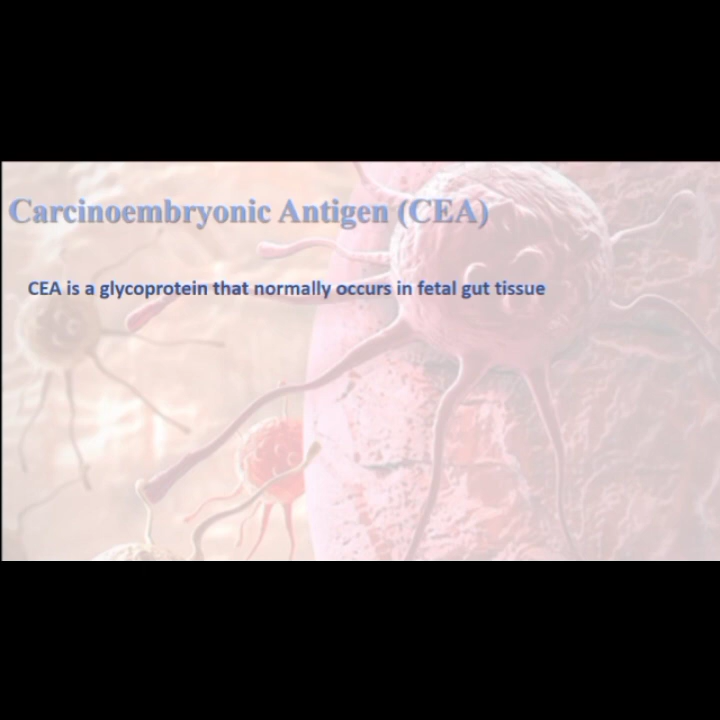 Carcinoembryonic Antigen (CEA)
CEA is a glycoprotein that normally occurs in fetal gut tissue